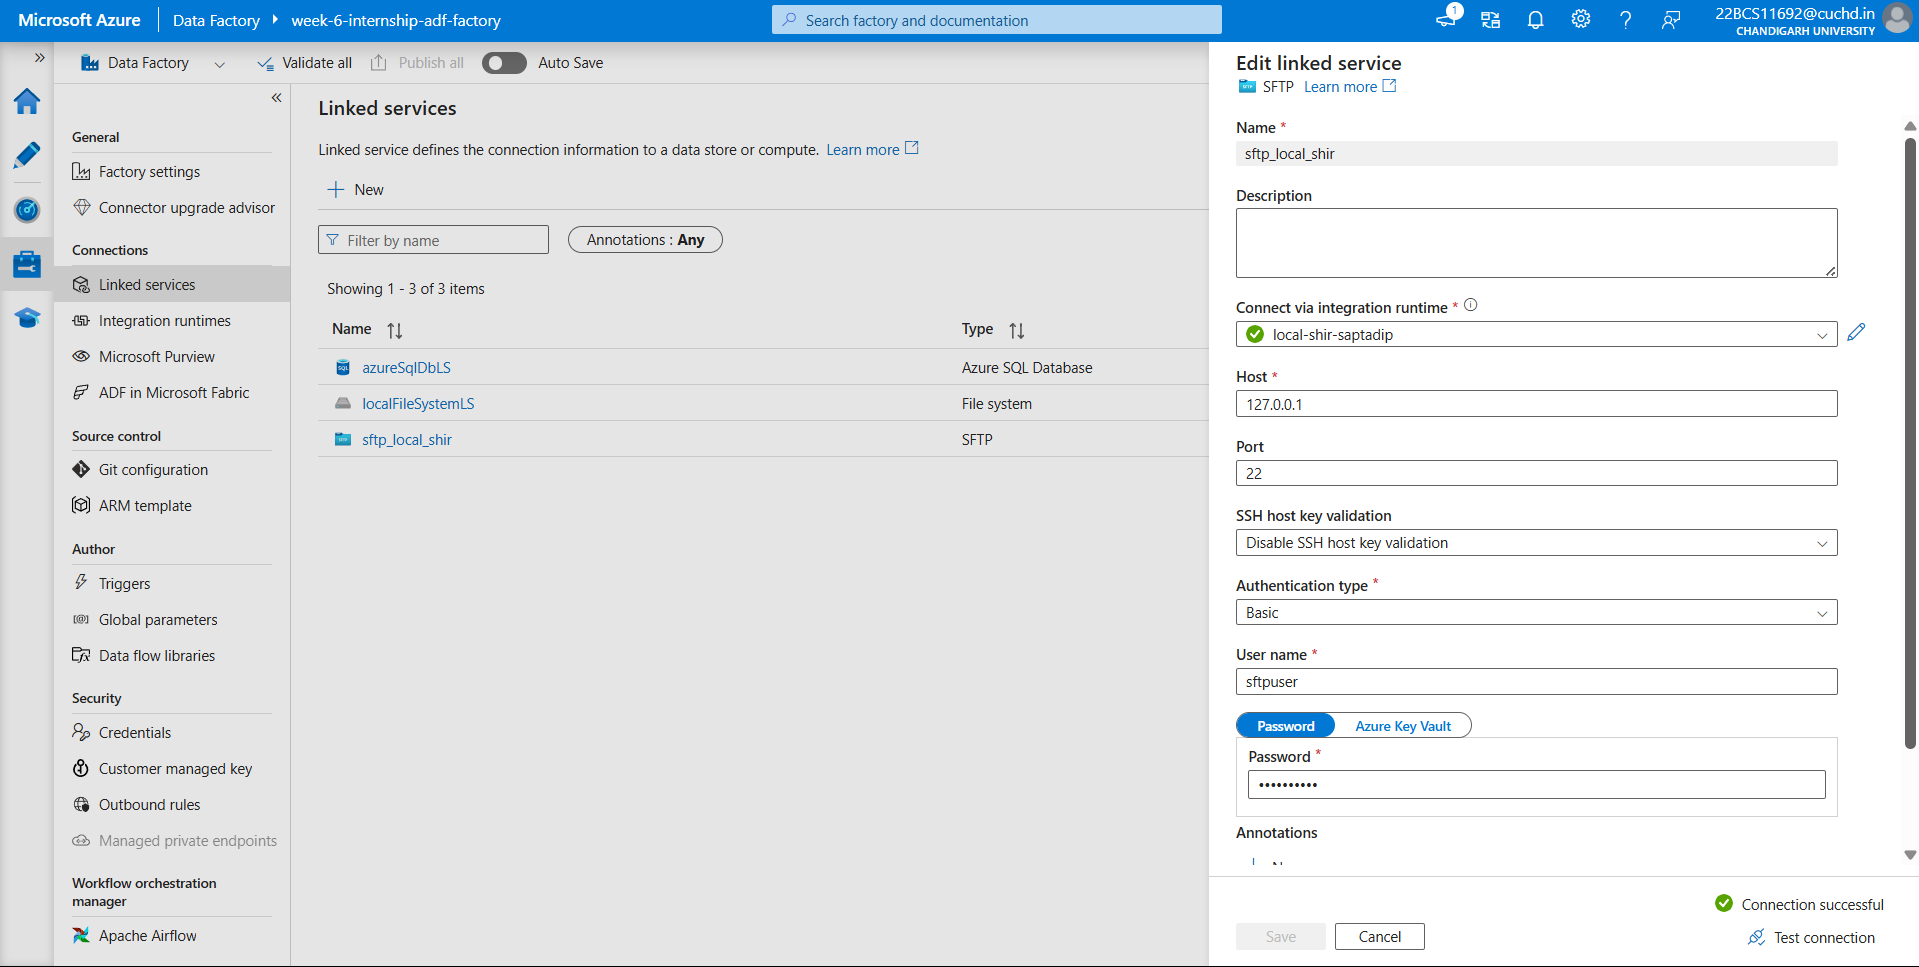 Microsoft Azure
Data Factory
week-6-internship-adf-factory
Search factory and documentation
1
22BCS11692@cuchd.in
CHANDIGARH UNIVERSITY
Data Factory
Validate all
Publish all
Auto Save
General
Factory settings
Connector upgrade advisor
Connections
Linked services
Integration runtimes
Microsoft Purview
ADF in Microsoft Fabric
Source control
Git configuration
ARM template
Author
Triggers
Global parameters
Data flow libraries
Security
Credentials
Customer managed key
Outbound rules
Managed private endpoints
Workflow orchestration
manager
Apache Airflow
Linked services
Linked service defines the connection information to a data store or compute. Learn more
New
Filter by name
Annotations : Any
Showing 1 - 3 of 3 items
Name Type
SQL azureSqlDbLS Azure SQL Database
localFileSystemLS File system
SFTP sftp_local_shir SFTP
Edit linked service
SFTP SFTP Learn more
Name *
sftp_local_shir
Description
Connect via integration runtime *
local-shir-saptadip
Host *
127.0.0.1
Port
22
SSH host key validation
Disable SSH host key validation
Authentication type *
Basic
User name *
sftpuser
Password Azure Key Vault
Password *
••••••••••
Annotations
Connection successful
Save Cancel
Test connection